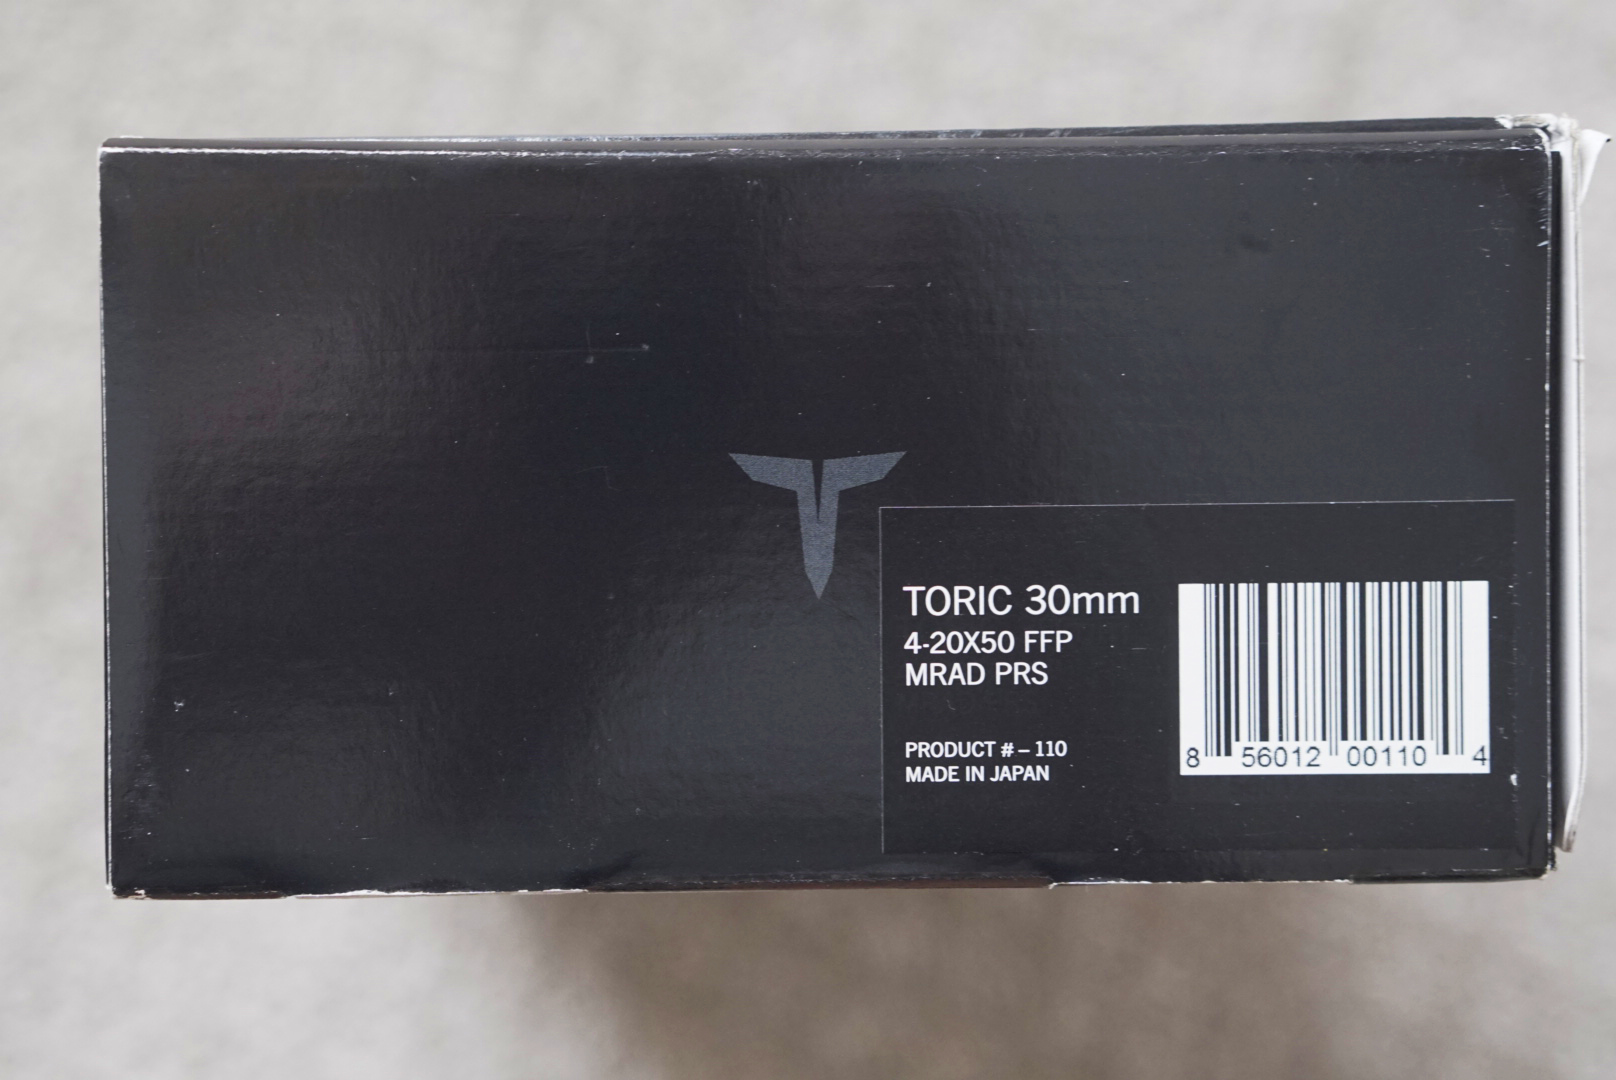 TORIC 30mm
4-20X50 FFP
MRAD PRS
PRODUCT # – 110
MADE IN JAPAN
8 56012 00110 4